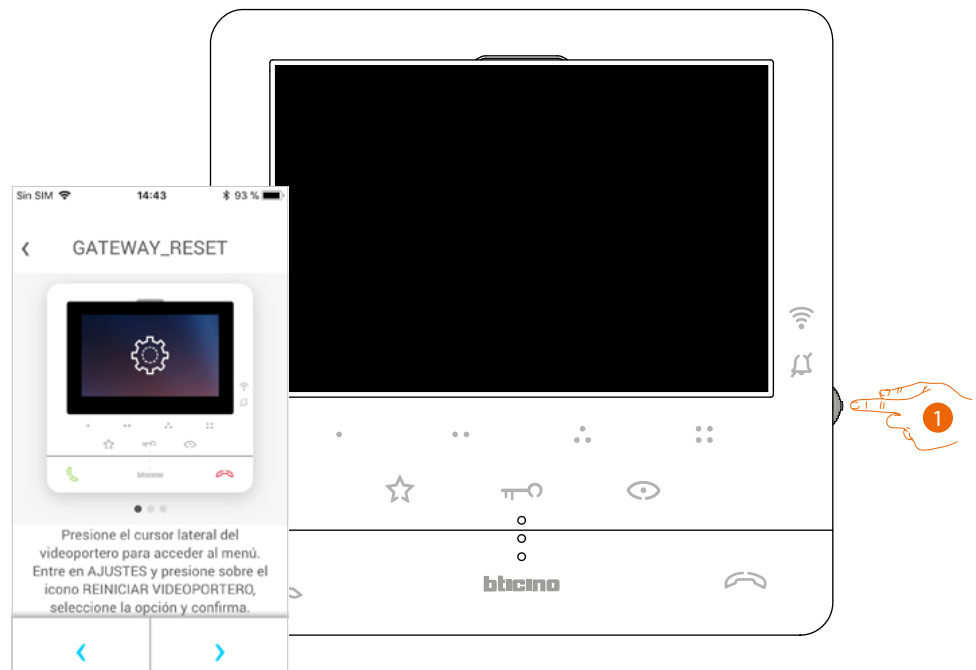 Sin SIM 14:43 93 %
GATEWAY_RESET
bticino
Presione el cursor lateral del
videoportero para acceder al menú.
Entre en AJUSTES y presione sobre el
icono REINICIAR VIDEOPORTERO,
seleccione la opción y confirma.
bticino
1